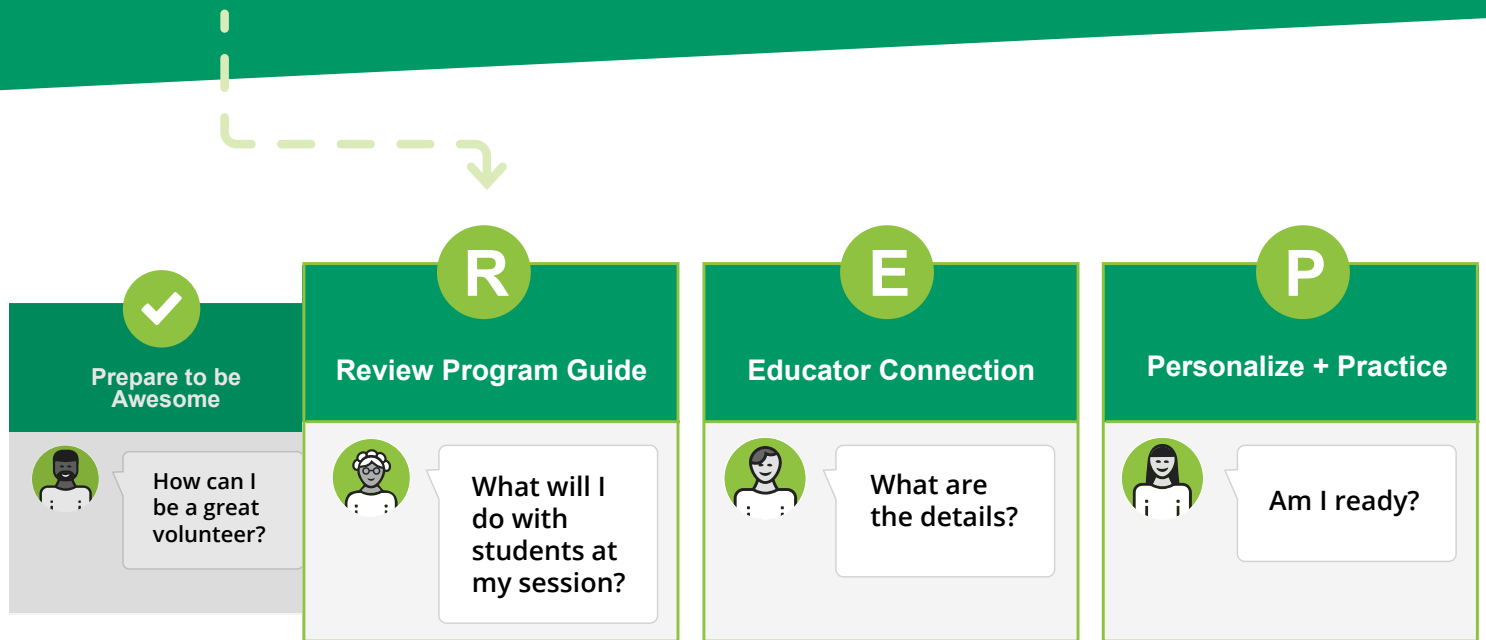 Prepare to be
Awesome
How can I
be a great
volunteer?
R
Review Program Guide
What will I
do with
students at
my session?
E
Educator Connection
What are
the details?
P
Personalize + Practice
Am I ready?